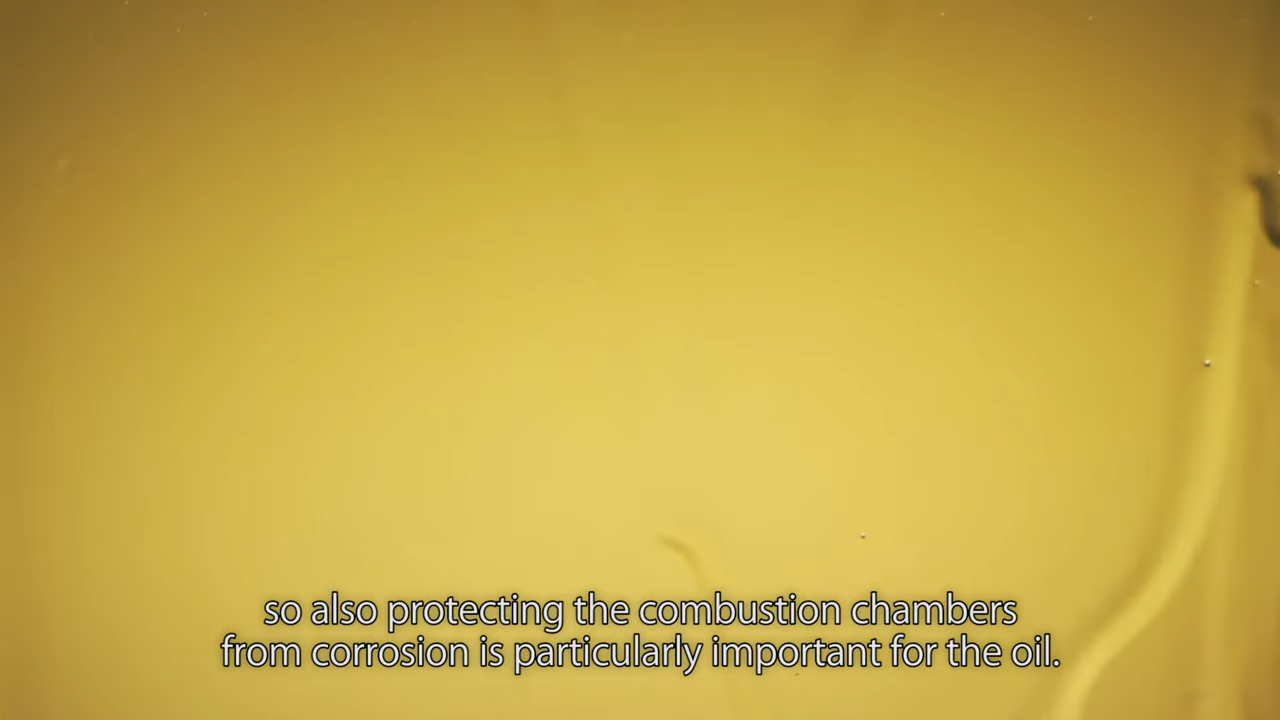 so also protecting the combustion chambers
from corrosion is particularly important for the oil.